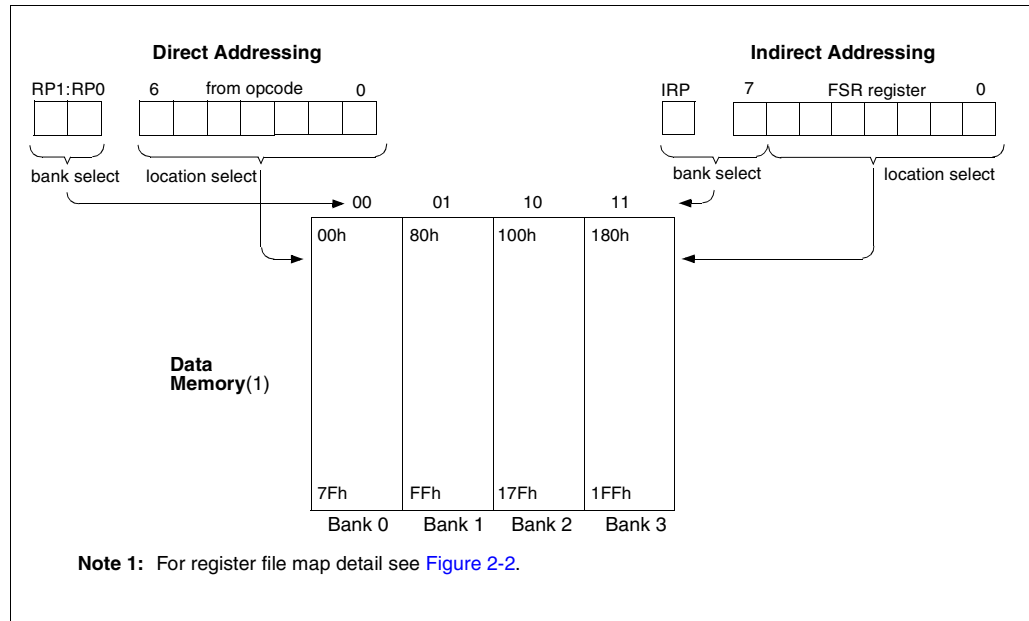 Direct Addressing
Indirect Addressing
RP1:RP0 6 from opcode 0
IRP 7 FSR register 0
bank select location select
bank select location select
00 01 10 11
00h 80h 100h 180h
Data
Memory(1)
7Fh FFh 17Fh 1FFh
Bank 0 Bank 1 Bank 2 Bank 3
Note 1: For register file map detail see Figure 2-2.